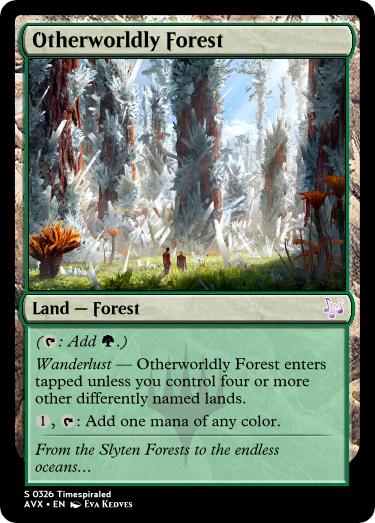 Otherworldly Forest
Land — Forest
(T: Add G.)
Wanderlust — Otherworldly Forest enters
tapped unless you control four or more
other differently named lands.
1, T: Add one mana of any color.
From the Slyten Forests to the endless
oceans…
S 0326 Timespiraled
AVX • EN Eva Kedves